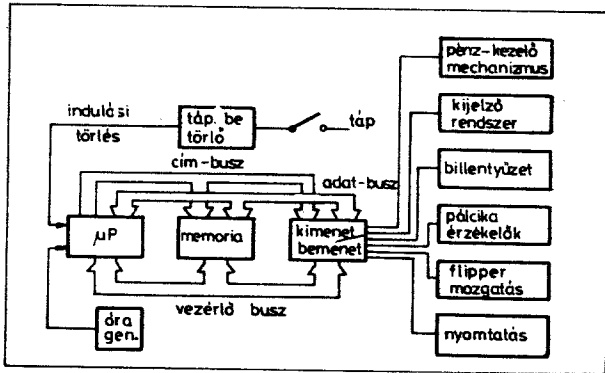 pénz-kezelő
mechanizmus
indulási
törlés
táp. be
törlő
táp
kijelző
rendszer
cím-busz
adat-busz
billentyűzet
µP
memoria
kimenet
bemenet
pálcika
érzékelők
flipper
mozgatás
vezérlő busz
óra
gen.
nyomtatás